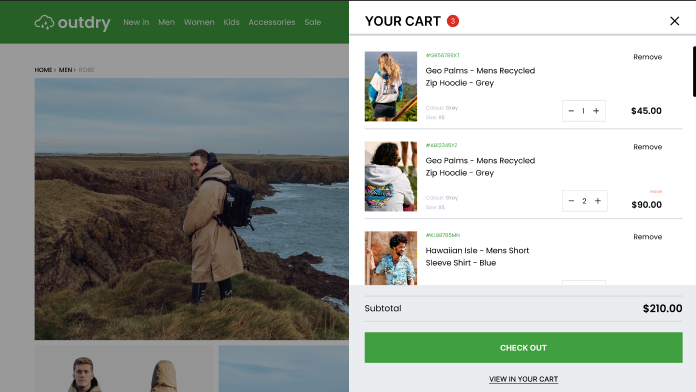 outdry
New in Men Women Kids Accessories Sale
HOME > MEN > ROBE
YOUR CART 3
#G9856789XT
Remove
Geo Palms - Mens Recycled
Zip Hoodie - Grey
Colour: Grey
Size: XS
1
$45.00
#AB12345YZ
Remove
Geo Palms - Mens Recycled
Zip Hoodie - Grey
Colour: Grey
Size: XS
2
$90.00
#KL98765MN
Remove
Hawaiian Isle - Mens Short
Sleeve Shirt - Blue
Subtotal
$210.00
CHECK OUT
VIEW IN YOUR CART